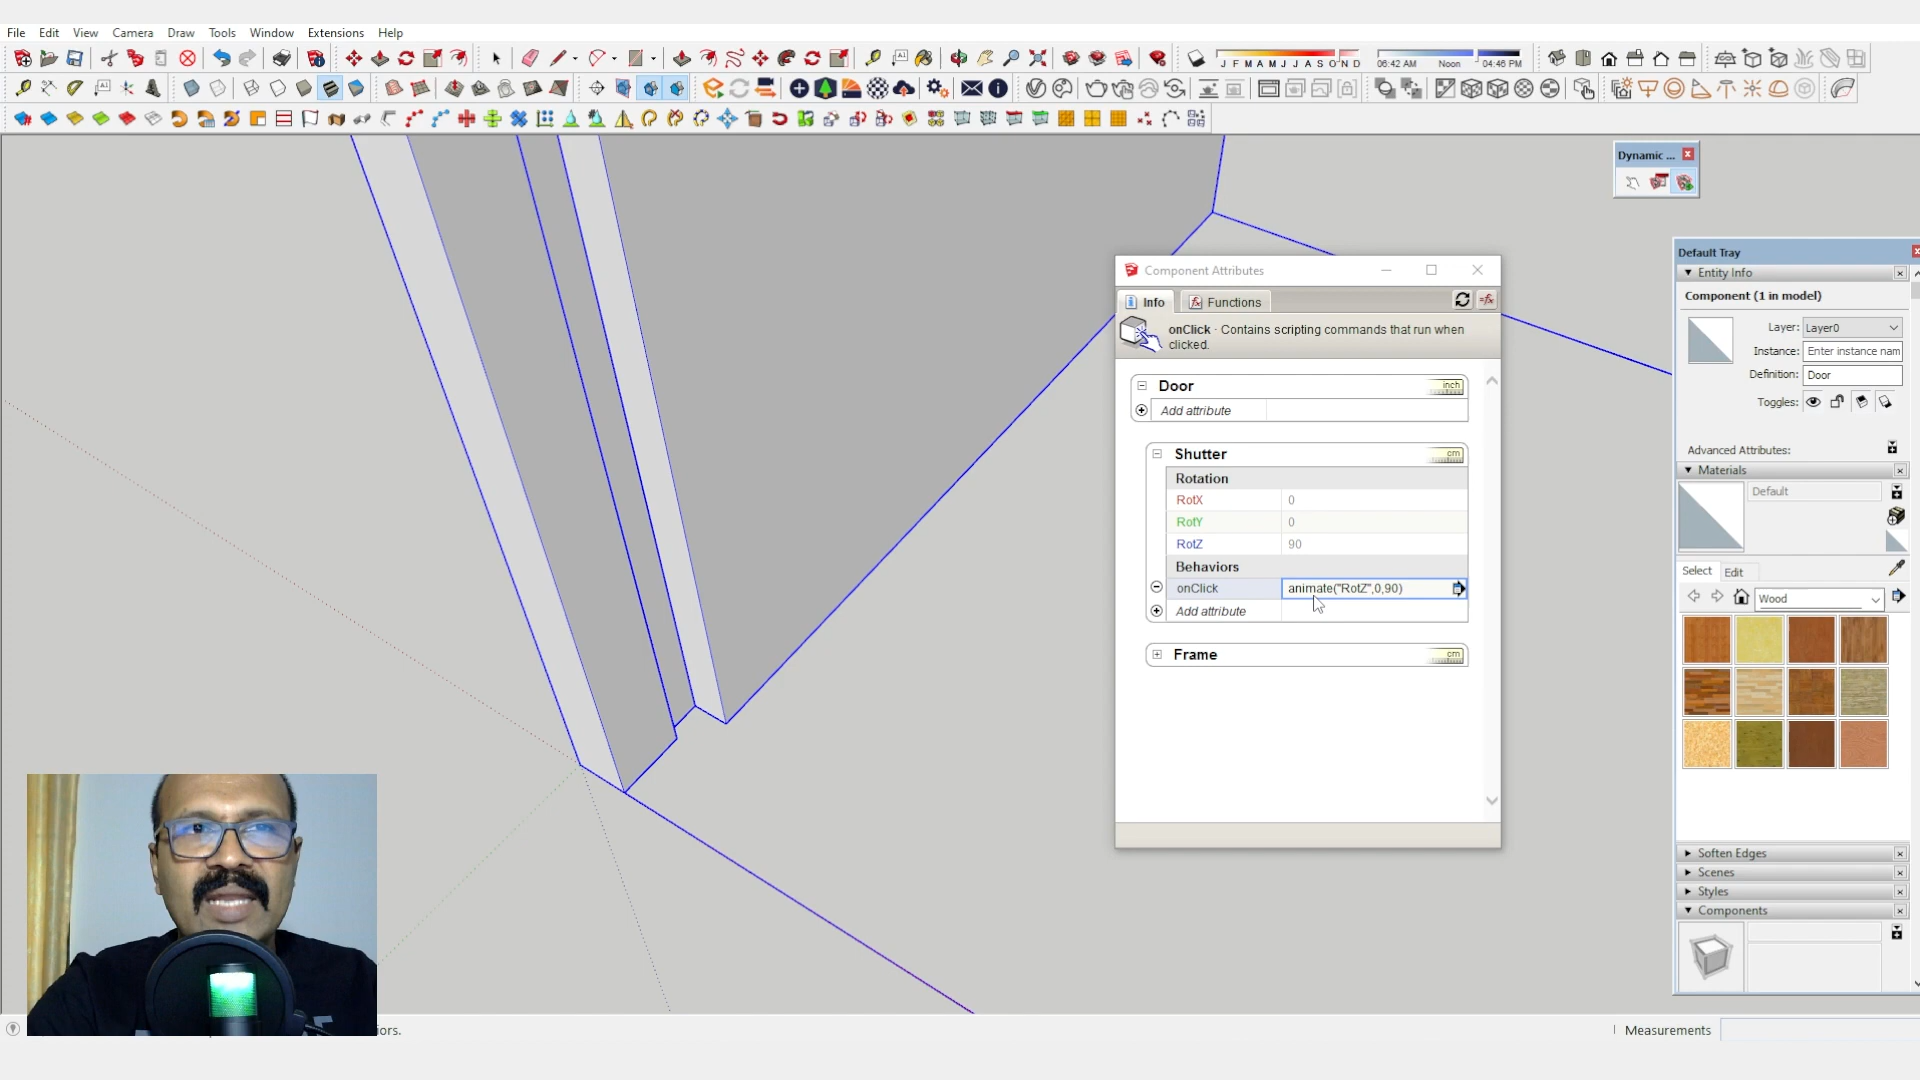 File Edit View Camera Draw Tools Window Extensions Help
J F M A M J J A S O N D
06:42 AM Noon 04:46 PM
Dynamic ...
Default Tray
Entity Info
Component (1 in model)
Layer: Layer0
Instance: Enter instance nam
Definition: Door
Toggles:
Advanced Attributes:
Materials
Default
Select Edit
Wood
Soften Edges
Scenes
Styles
Components
Component Attributes
Info Functions
onClick · Contains scripting commands that run when
clicked.
Door inch
Add attribute
Shutter cm
Rotation
RotX 0
RotY 0
RotZ 90
Behaviors
onClick animate("RotZ",0,90)
Add attribute
Frame cm
iors.
Measurements